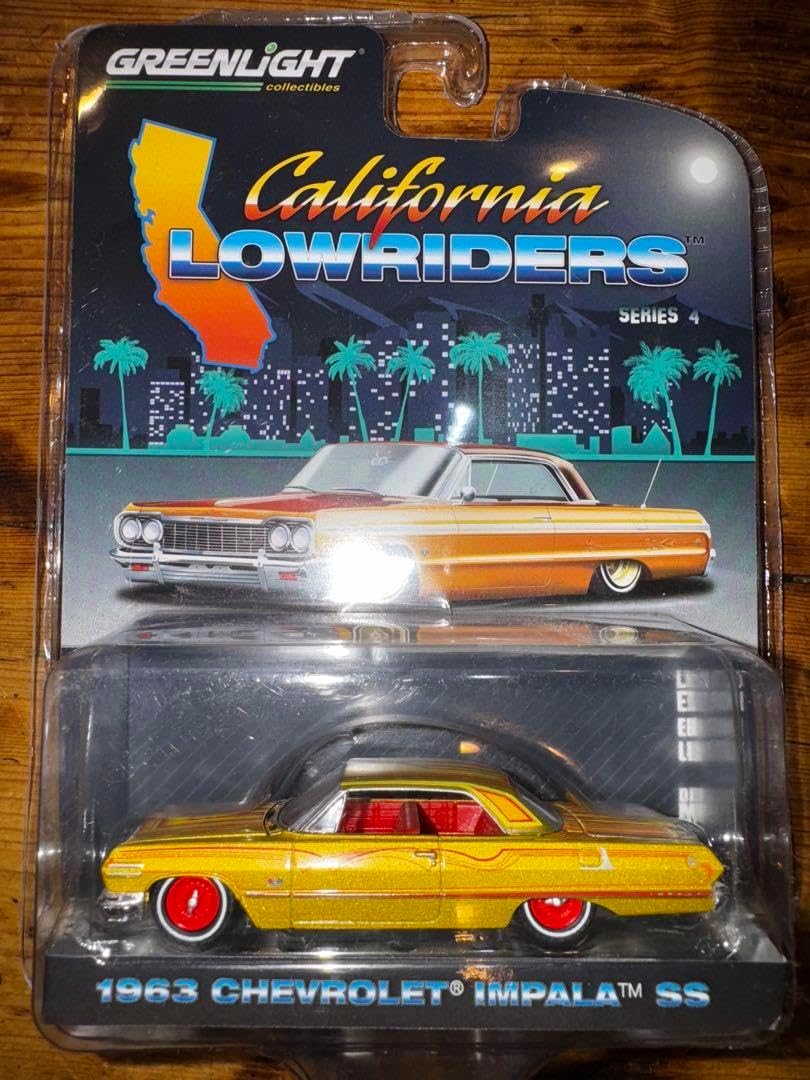 GREENLiGHT®
collectibles
California
LOWRIDERS™
SERIES 4
1963 CHEVROLET® IMPALA™ SS